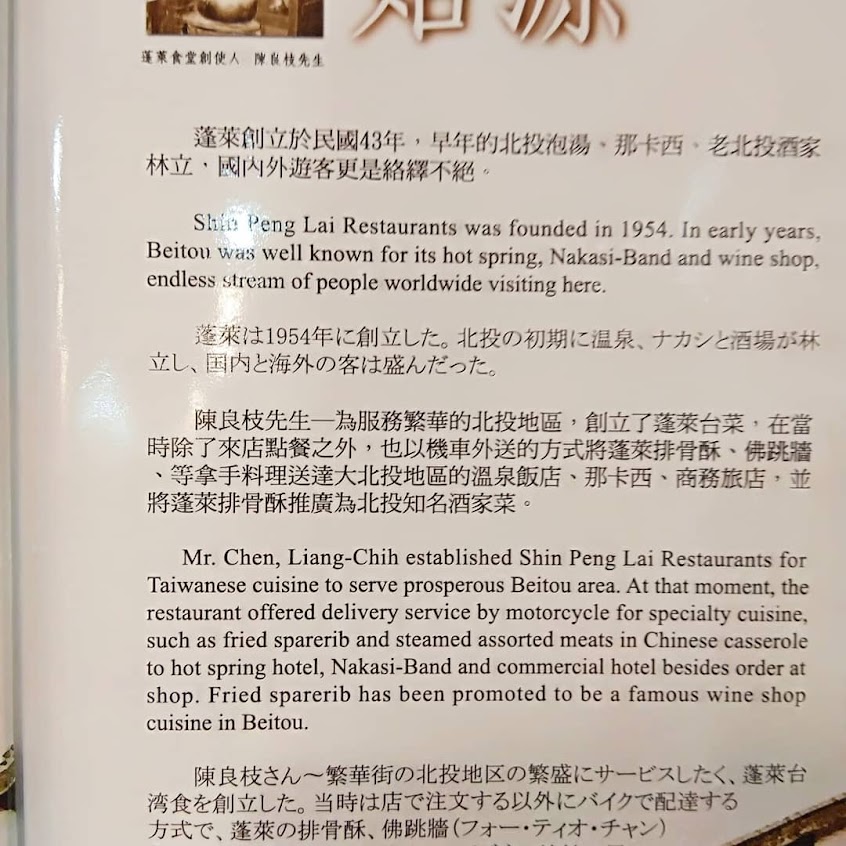 始源
蓬萊食堂創使人　陳良枝先生
蓬萊創立於民國43年，早年的北投泡湯、那卡西、老北投酒家
林立，國內外遊客更是絡繹不絕。
Shin Peng Lai Restaurants was founded in 1954. In early years,
Beitou was well known for its hot spring, Nakasi-Band and wine shop,
endless stream of people worldwide visiting here.
蓬萊は1954年に創立した。北投の初期に温泉、ナカシと酒場が林
立し、国内と海外の客は盛んだった。
陳良枝先生—為服務繁華的北投地區，創立了蓬萊台菜，在當
時除了來店點餐之外，也以機車外送的方式將蓬萊排骨酥、佛跳牆
、等拿手料理送達大北投地區的溫泉飯店、那卡西、商務旅店，並
將蓬萊排骨酥推廣為北投知名酒家菜。
Mr. Chen, Liang-Chih established Shin Peng Lai Restaurants for
Taiwanese cuisine to serve prosperous Beitou area. At that moment, the
restaurant offered delivery service by motorcycle for specialty cuisine,
such as fried sparerib and steamed assorted meats in Chinese casserole
to hot spring hotel, Nakasi-Band and commercial hotel besides order at
shop. Fried sparerib has been promoted to be a famous wine shop
cuisine in Beitou.
陳良枝さん～繁華街の北投地区の繁盛にサービスしたく、蓬萊台
湾食を創立した。当時は店で注文する以外にバイクで配達する
方式で、蓬萊の排骨酥、佛跳牆（フォー・ティオ・チャン）